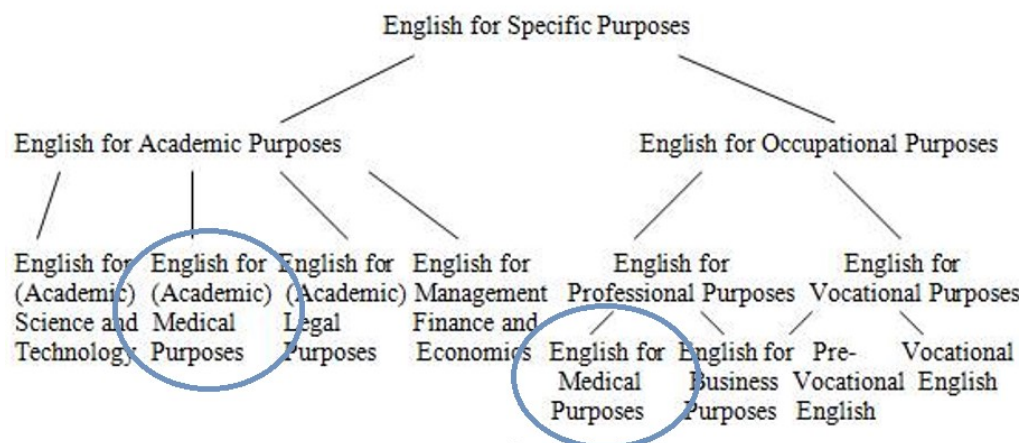 English for Specific Purposes
English for Academic Purposes
English for Occupational Purposes
English for
(Academic)
Science and
Technology
English for
(Academic)
Medical
Purposes
English for
(Academic)
Legal
Purposes
English for
Management
Finance and
Economics
English for
Professional Purposes
English for
Vocational Purposes
English for
Medical
Purposes
English for
Business
Purposes
Pre-
Vocational
English
Vocational
English